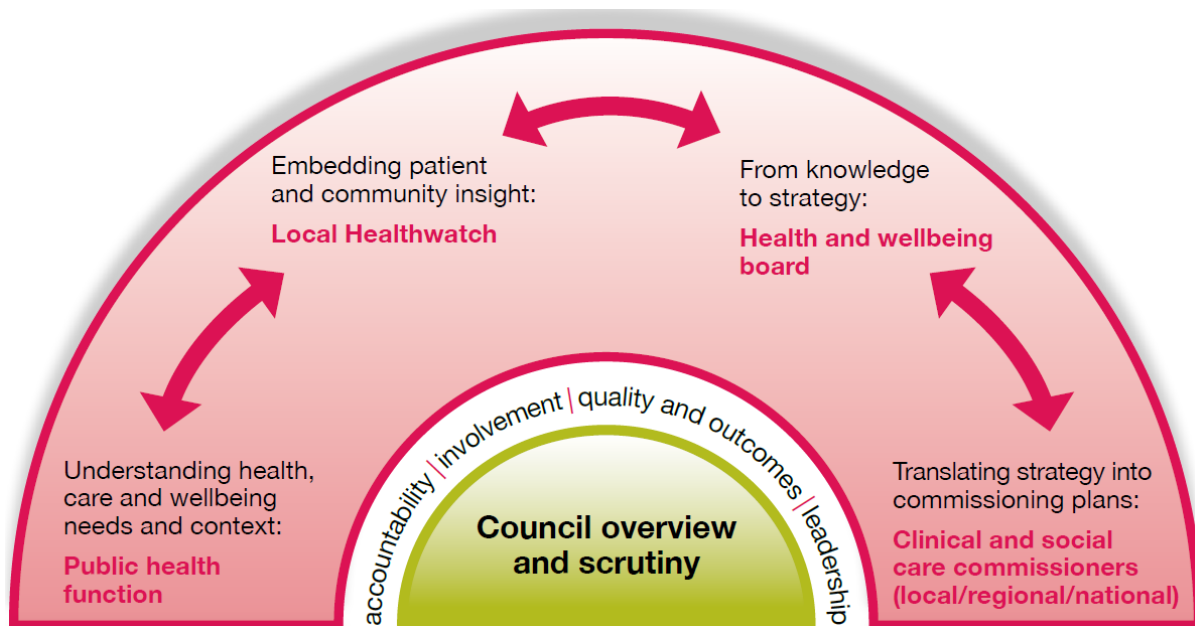 Embedding patient
and community insight:
Local Healthwatch
From knowledge
to strategy:
Health and wellbeing
board
Understanding health,
care and wellbeing
needs and context:
Public health
function
accountability | involvement | quality and outcomes | leadership
Council overview
and scrutiny
Translating strategy into
commissioning plans:
Clinical and social
care commissioners
(local/regional/national)